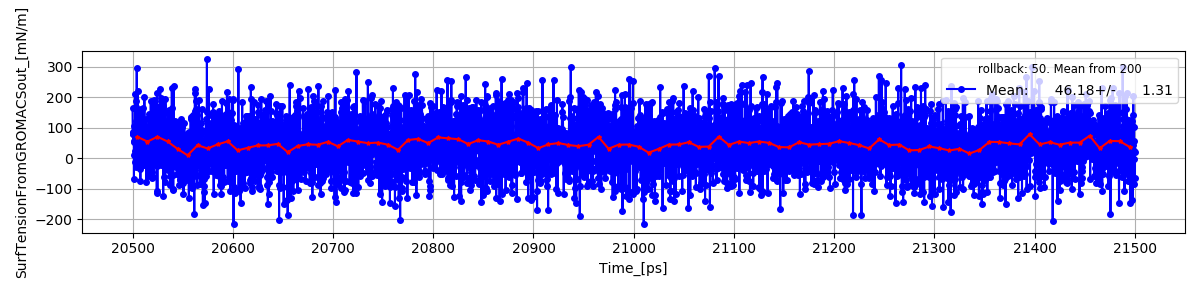 SurfTensionFromGROMACSout_[mN/m]
300
200
100
0
−100
−200
rollback: 50. Mean from 200
Mean: 46.18+/- 1.31
20500 20600 20700 20800 20900 21000 21100 21200 21300 21400 21500
Time_[ps]